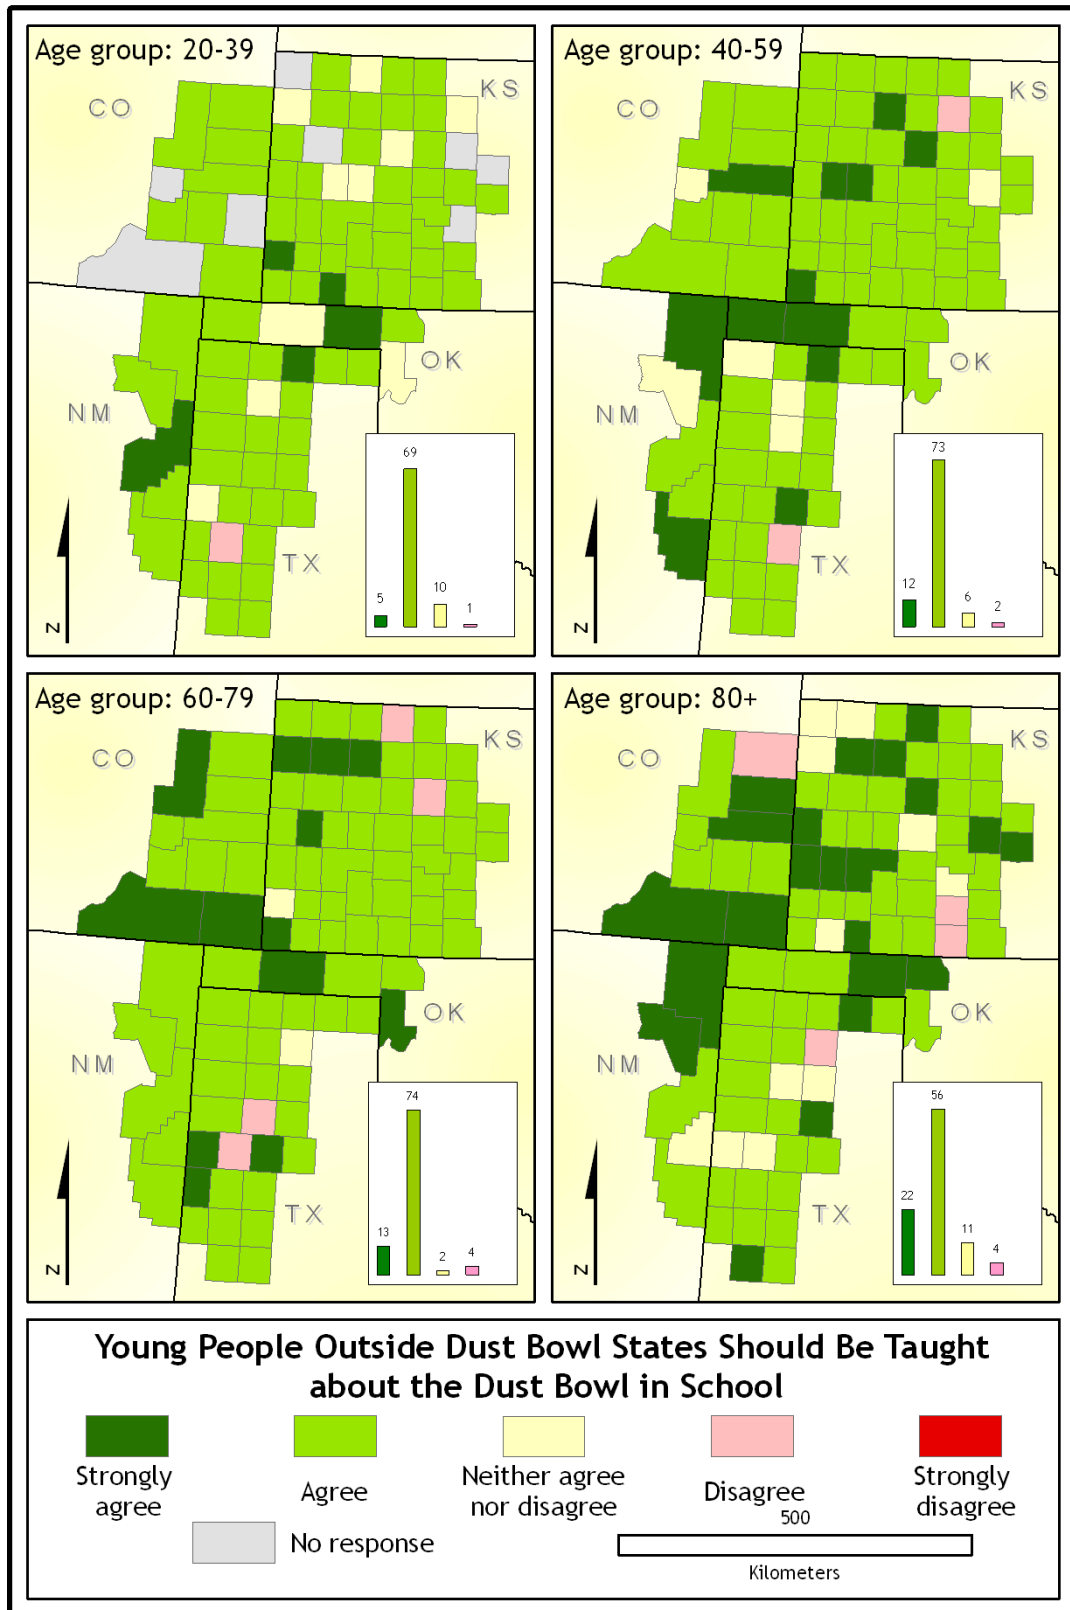 Age group: 20-39
CO
KS
NM
OK
TX
N
5
69
10
1
Age group: 40-59
CO
KS
NM
OK
TX
N
12
73
6
2
Age group: 60-79
CO
KS
NM
OK
TX
N
13
74
2
4
Age group: 80+
CO
KS
NM
OK
TX
N
22
56
11
4
Young People Outside Dust Bowl States Should Be Taught
about the Dust Bowl in School
Strongly
agree
Agree
Neither agree
nor disagree
Disagree
Strongly
disagree
No response
500
Kilometers